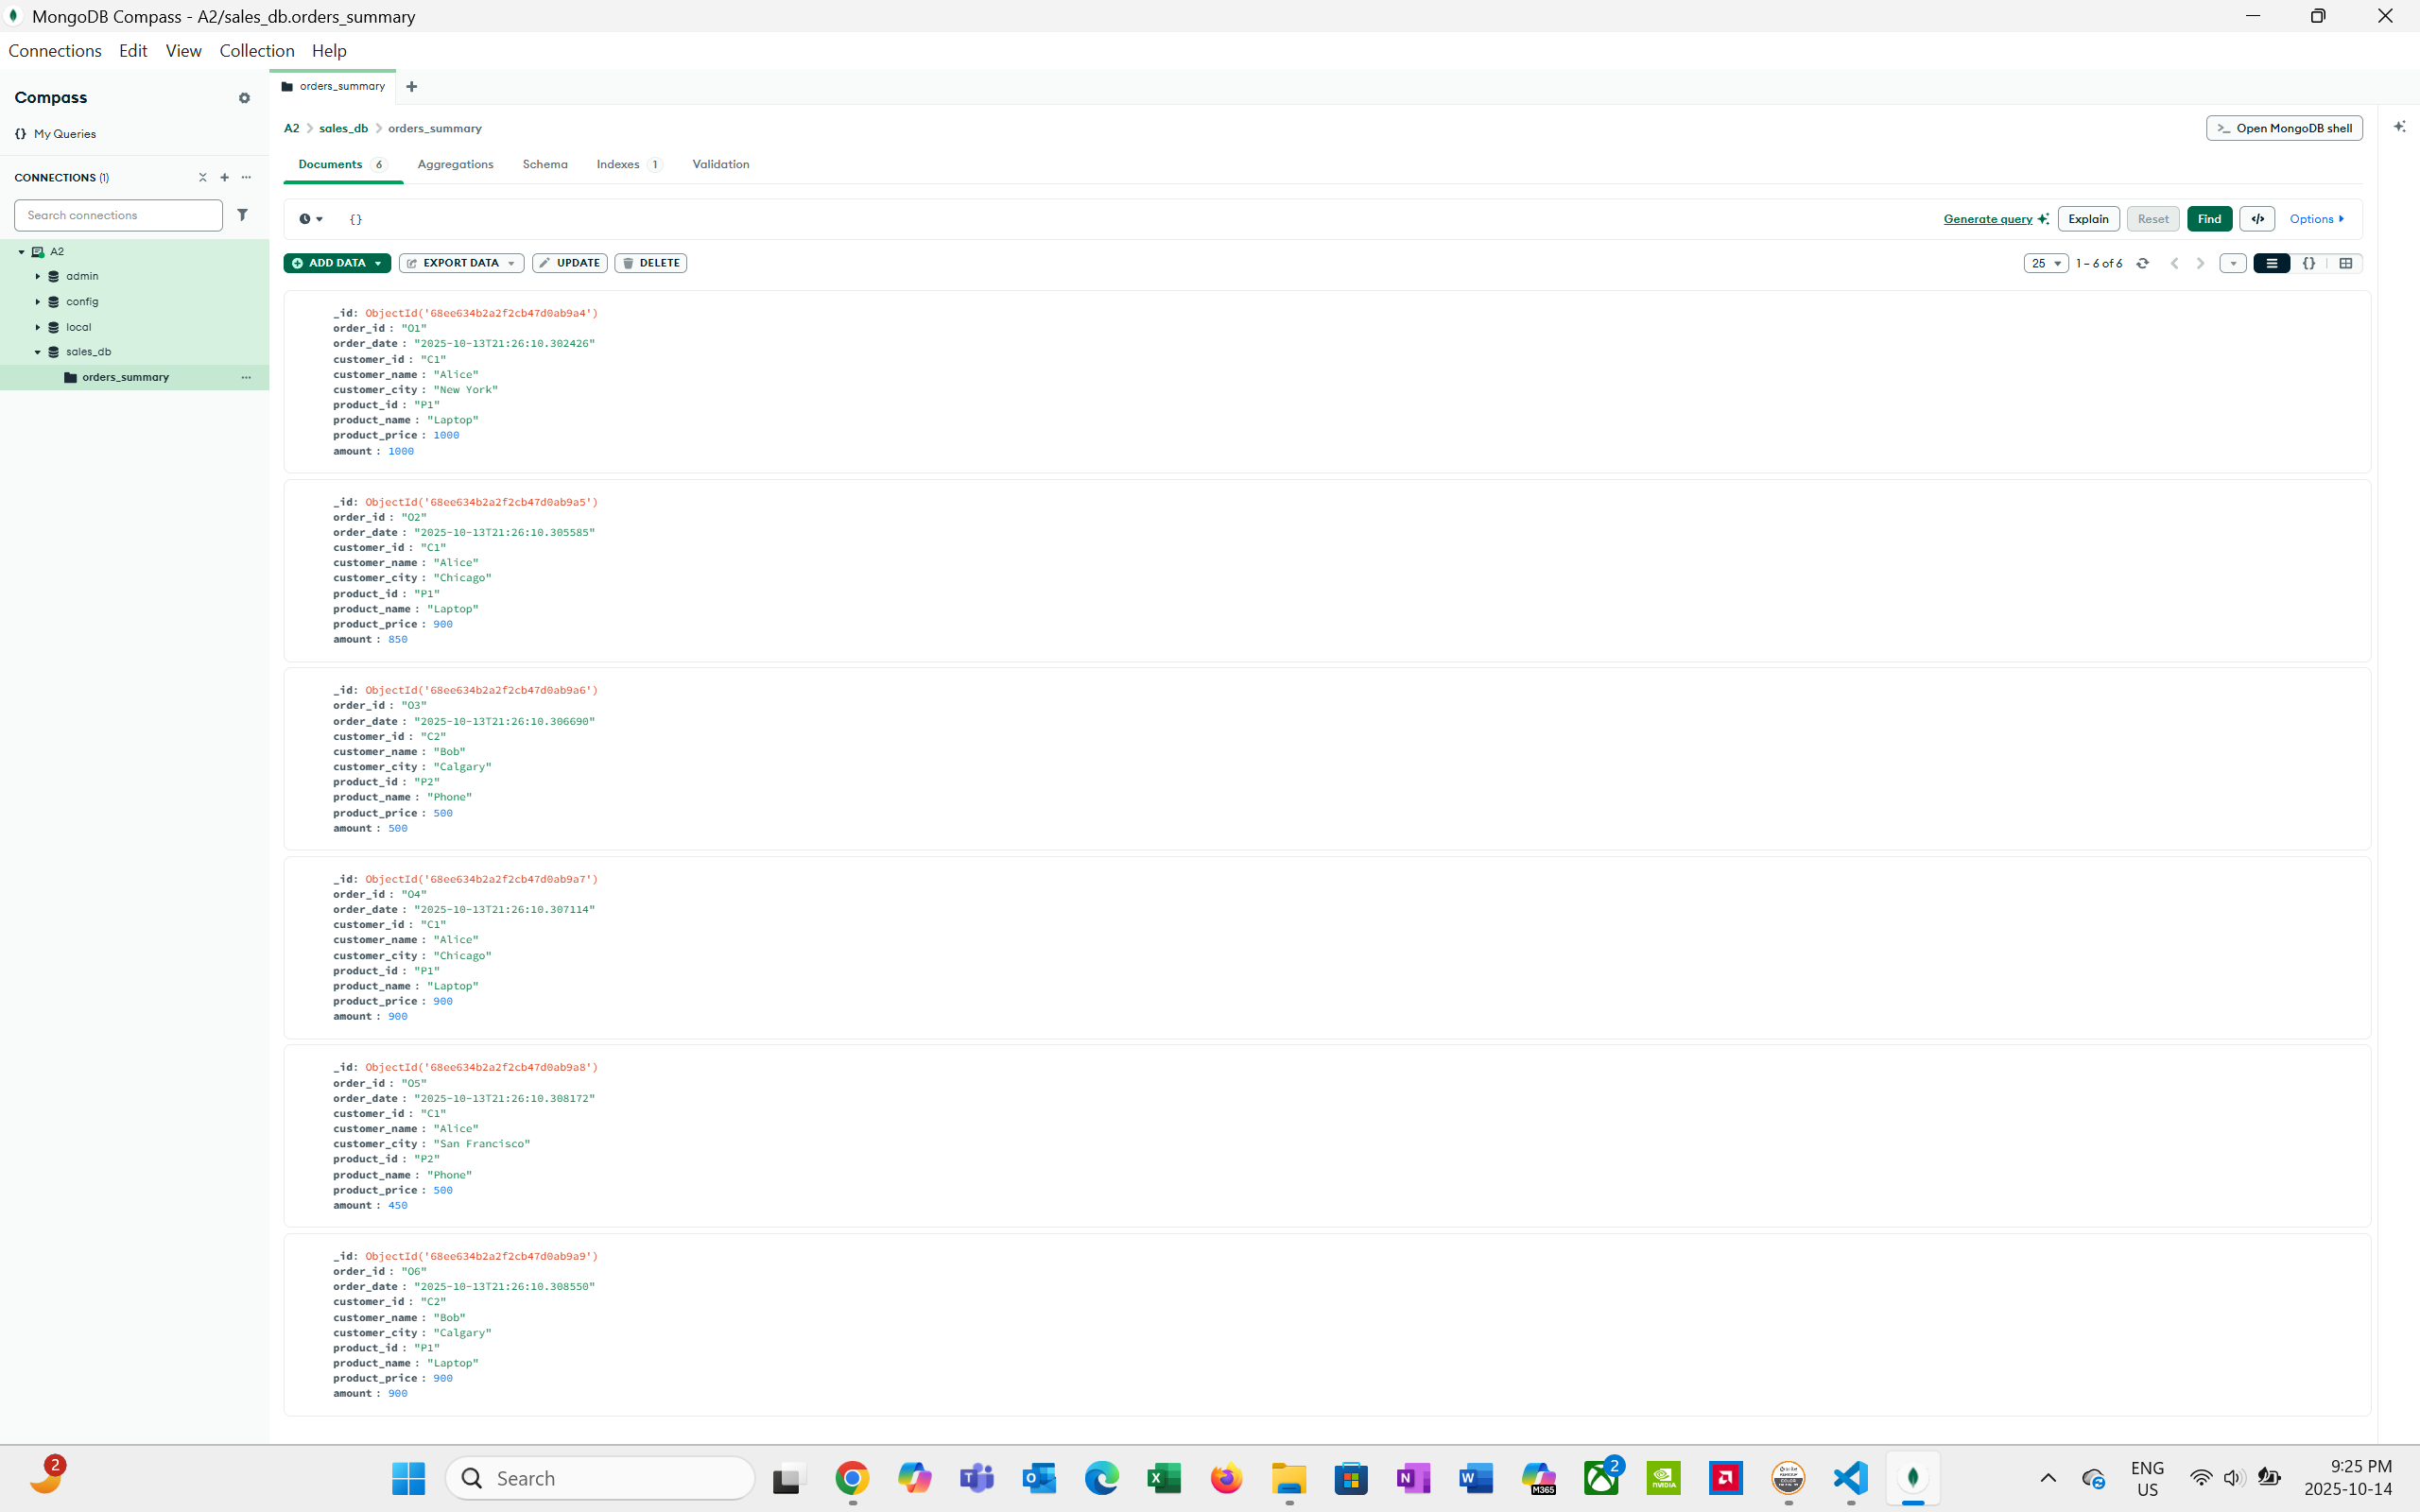 MongoDB Compass - A2/sales_db.orders_summary
Connections Edit View Collection Help
Compass
{} My Queries
CONNECTIONS (1)
Search connections
A2
admin
config
local
sales_db
orders_summary
orders_summary
A2 > sales_db > orders_summary
>_ Open MongoDB shell
Documents 6 Aggregations Schema Indexes 1 Validation
{} Generate query Explain Reset Find </> Options
ADD DATA EXPORT DATA UPDATE DELETE 25 1 – 6 of 6 {}
_id: ObjectId('68ee634b2a2f2cb47d0ab9a4')
order_id : "O1"
order_date : "2025-10-13T21:26:10.302426"
customer_id : "C1"
customer_name : "Alice"
customer_city : "New York"
product_id : "P1"
product_name : "Laptop"
product_price : 1000
amount : 1000
_id: ObjectId('68ee634b2a2f2cb47d0ab9a5')
order_id : "O2"
order_date : "2025-10-13T21:26:10.305585"
customer_id : "C1"
customer_name : "Alice"
customer_city : "Chicago"
product_id : "P1"
product_name : "Laptop"
product_price : 900
amount : 850
_id: ObjectId('68ee634b2a2f2cb47d0ab9a6')
order_id : "O3"
order_date : "2025-10-13T21:26:10.306690"
customer_id : "C2"
customer_name : "Bob"
customer_city : "Calgary"
product_id : "P2"
product_name : "Phone"
product_price : 500
amount : 500
_id: ObjectId('68ee634b2a2f2cb47d0ab9a7')
order_id : "O4"
order_date : "2025-10-13T21:26:10.307114"
customer_id : "C1"
customer_name : "Alice"
customer_city : "Chicago"
product_id : "P1"
product_name : "Laptop"
product_price : 900
amount : 900
_id: ObjectId('68ee634b2a2f2cb47d0ab9a8')
order_id : "O5"
order_date : "2025-10-13T21:26:10.308172"
customer_id : "C1"
customer_name : "Alice"
customer_city : "San Francisco"
product_id : "P2"
product_name : "Phone"
product_price : 500
amount : 450
_id: ObjectId('68ee634b2a2f2cb47d0ab9a9')
order_id : "O6"
order_date : "2025-10-13T21:26:10.308550"
customer_id : "C2"
customer_name : "Bob"
customer_city : "Calgary"
product_id : "P1"
product_name : "Laptop"
product_price : 900
amount : 900
2
Search
M365
2
NVIDIA
ENG
US
9:25 PM
2025-10-14